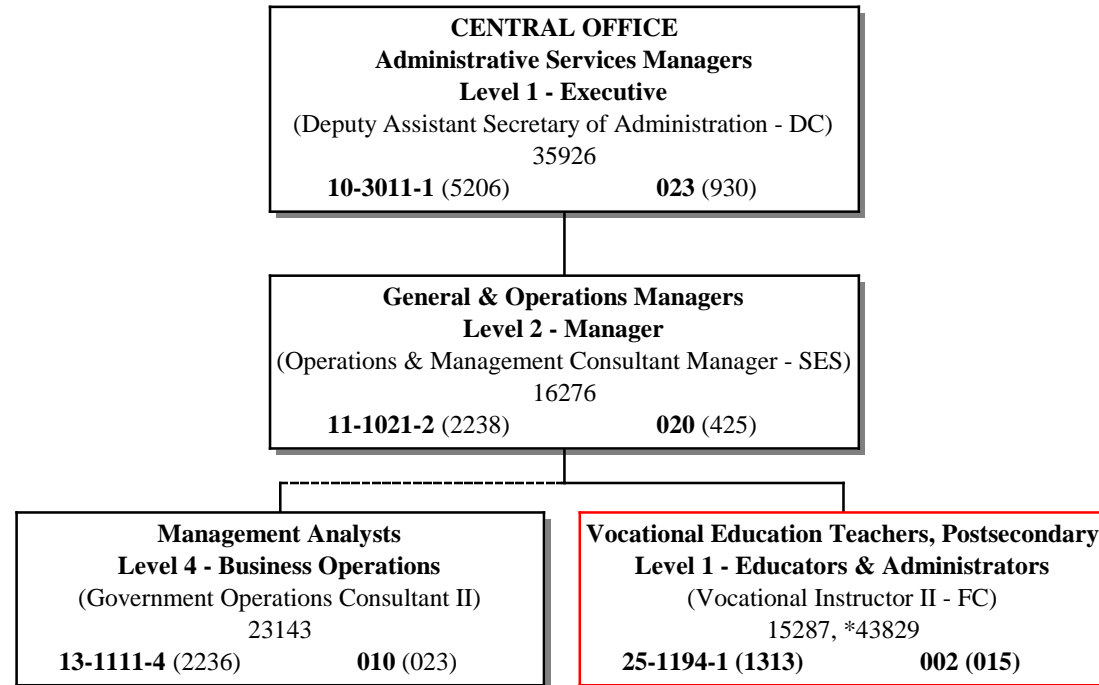 CENTRAL OFFICE
Administrative Services Managers
Level 1 - Executive
(Deputy Assistant Secretary of Administration - DC)
35926
10-3011-1 (5206) 023 (930)
General & Operations Managers
Level 2 - Manager
(Operations & Management Consultant Manager - SES)
16276
11-1021-2 (2238) 020 (425)
Management Analysts
Level 4 - Business Operations
(Government Operations Consultant II)
23143
13-1111-4 (2236) 010 (023)
Vocational Education Teachers, Postsecondary
Level 1 - Educators & Administrators
(Vocational Instructor II - FC)
15287, *43829
25-1194-1 (1313) 002 (015)